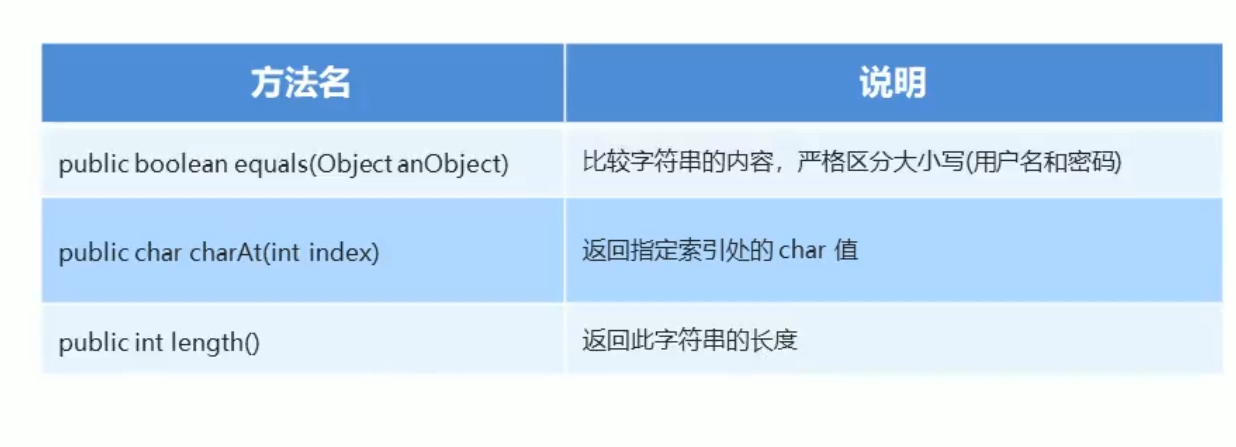 方法名 说明
public boolean equals(Object anObject) 比较字符串的内容，严格区分大小写(用户名和密码)
public char charAt(int index) 返回指定索引处的 char 值
public int length() 返回此字符串的长度